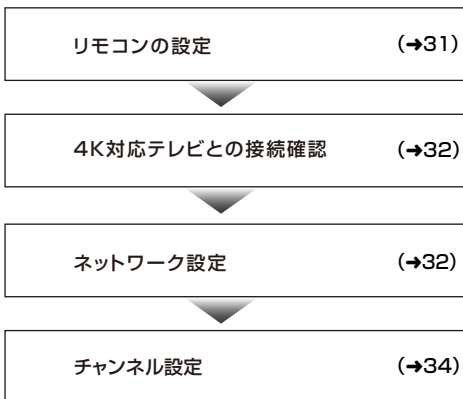 リモコンの設定 (➔31)
4K対応テレビとの接続確認 (➔32)
ネットワーク設定 (➔32)
チャンネル設定 (➔34)